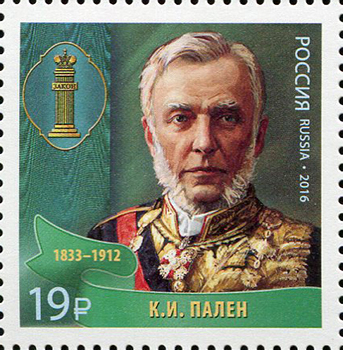 ЗАКОН
РОССИЯ RUSSIA • 2016
1833–1912
19₽
К.И. ПАЛЕН